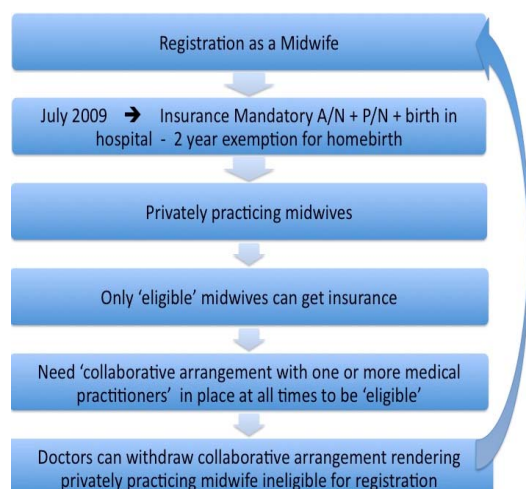 Registration as a Midwife
July 2009 → Insurance Mandatory A/N + P/N + birth in
hospital - 2 year exemption for homebirth
Privately practicing midwives
Only ‘eligible’ midwives can get insurance
Need ‘collaborative arrangement with one or more medical
practitioners’ in place at all times to be ‘eligible’
Doctors can withdraw collaborative arrangement rendering
privately practicing midwife ineligible for registration